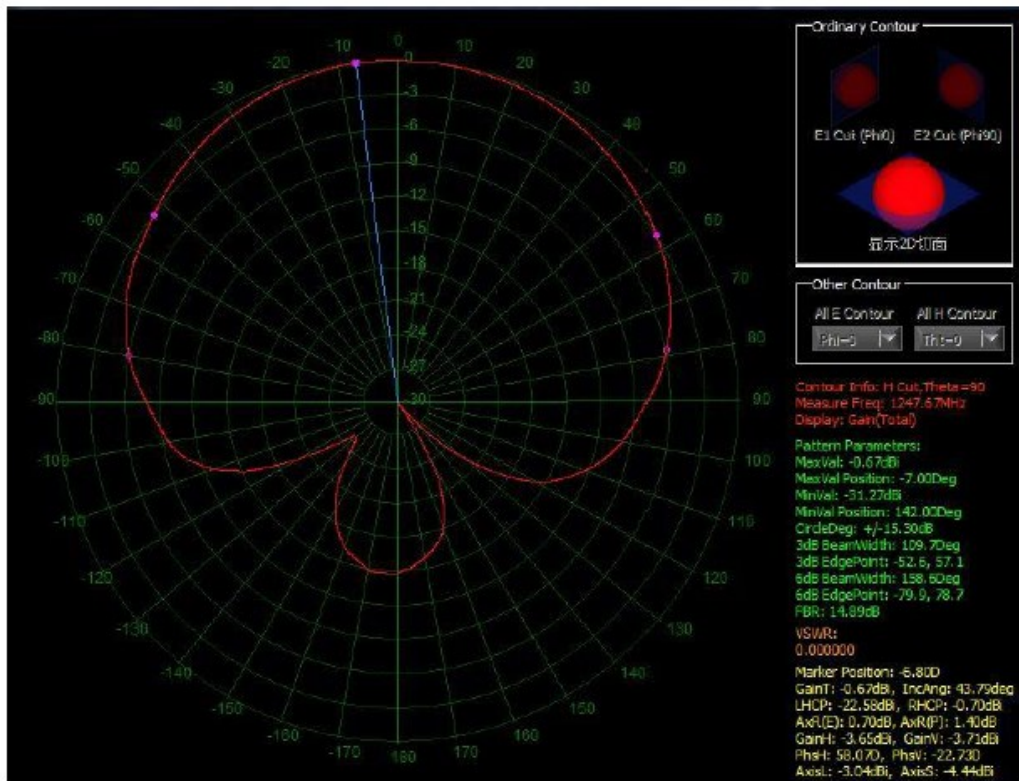 0
-10
10
-20
20
-30
30
-40
40
-50
50
-60
60
-70
70
-80
80
-90
90
100
-110
110
-120
120
-130
130
-140
140
-150
150
-160
160
-170
170
180
0
-3
-6
-9
-12
-15
-18
-21
-24
-27
-30
Ordinary Contour
E1 Cut (Phi0) E2 Cut (Phi90)
显示2D切面
Other Contour
All E Contour All H Contour
Phi=0 Tht=0
Contour Info: H Cut,Theta=90
Measure Freq: 1247.67MHz
Display: Gain(Total)
Pattern Parameters:
MaxVal: -0.67dBi
MaxVal Position: -7.00Deg
MinVal: -31.27dBi
MinVal Position: 142.00Deg
CircleDeg: +/-15.30dB
3dB BeamWidth: 109.7Deg
3dB EdgePoint: -52.6, 57.1
6dB BeamWidth: 158.6Deg
6dB EdgePoint: -79.9, 78.7
FBR: 14.89dB
VSWR:
0.000000
Marker Position: -6.80D
GainT: -0.67dBi, IncAng: 43.79deg
LHCP: -22.58Bi, RHCP: -0.70dBi
AxR(E): 0.70dB, AxR(P): 1.40dB
GainH: -3.65dBi, GainV: -3.71dBi
PhsH: 58.07D, PhsV: -22.73D
AxisL: -3.04dBi, AxisS: -4.44dBi